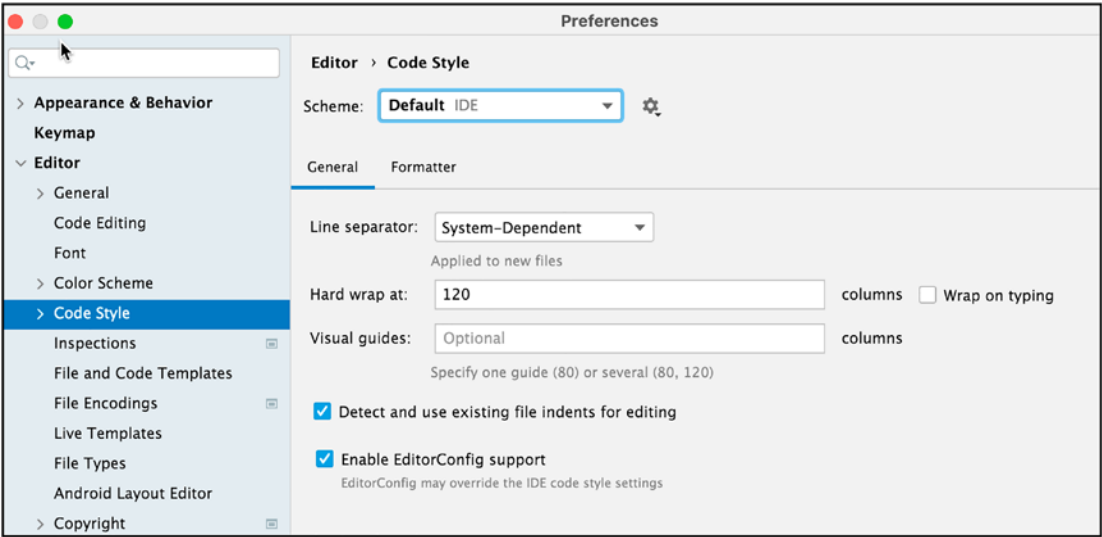 Preferences
Appearance & Behavior
Keymap
Editor
General
Code Editing
Font
Color Scheme
Code Style
Inspections
File and Code Templates
File Encodings
Live Templates
File Types
Android Layout Editor
Copyright
Editor › Code Style
Scheme: Default IDE
General Formatter
Line separator: System-Dependent
Applied to new files
Hard wrap at: 120 columns Wrap on typing
Visual guides: Optional columns
Specify one guide (80) or several (80, 120)
Detect and use existing file indents for editing
Enable EditorConfig support
EditorConfig may override the IDE code style settings